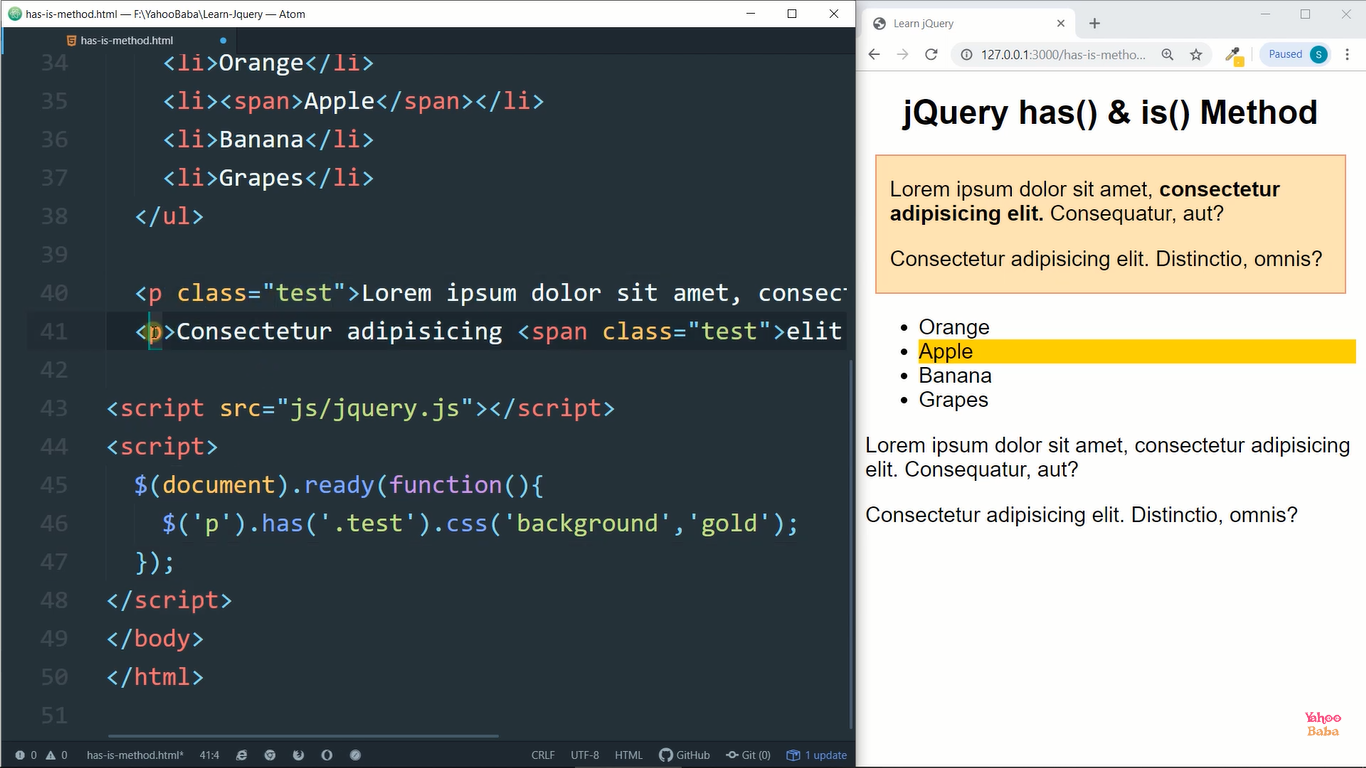 has-is-method.html — F:\YahooBaba\Learn-Jquery — Atom
has-is-method.html
34 <li>Orange</li>
35 <li><span>Apple</span></li>
36 <li>Banana</li>
37 <li>Grapes</li>
38 </ul>
39
40 <p class="test">Lorem ipsum dolor sit amet, consect
41 <p>Consectetur adipisicing <span class="test">elit
42
43 <script src="js/jquery.js"></script>
44 <script>
45 $(document).ready(function(){
46 $('p').has('.test').css('background','gold');
47 });
48 </script>
49 </body>
50 </html>
51
0 0 has-is-method.html* 41:4 CRLF UTF-8 HTML GitHub Git (0) 1 update
Learn jQuery
127.0.0.1:3000/has-is-metho... Paused S
jQuery has() & is() Method
Lorem ipsum dolor sit amet, consectetur
adipisicing elit. Consequatur, aut?
Consectetur adipisicing elit. Distinctio, omnis?
Orange
Apple
Banana
Grapes
Lorem ipsum dolor sit amet, consectetur adipisicing
elit. Consequatur, aut?
Consectetur adipisicing elit. Distinctio, omnis?
Yahoo
Baba